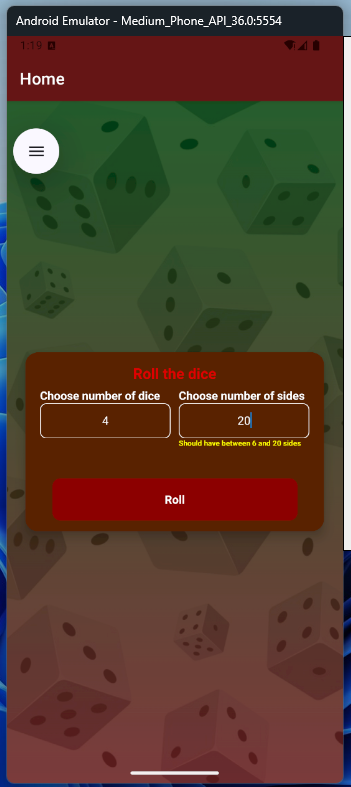 Android Emulator - Medium_Phone_API_36.0:5554
1:19
Home
Roll the dice
Choose number of dice
Choose number of sides
4
20
Should have between 6 and 20 sides
Roll